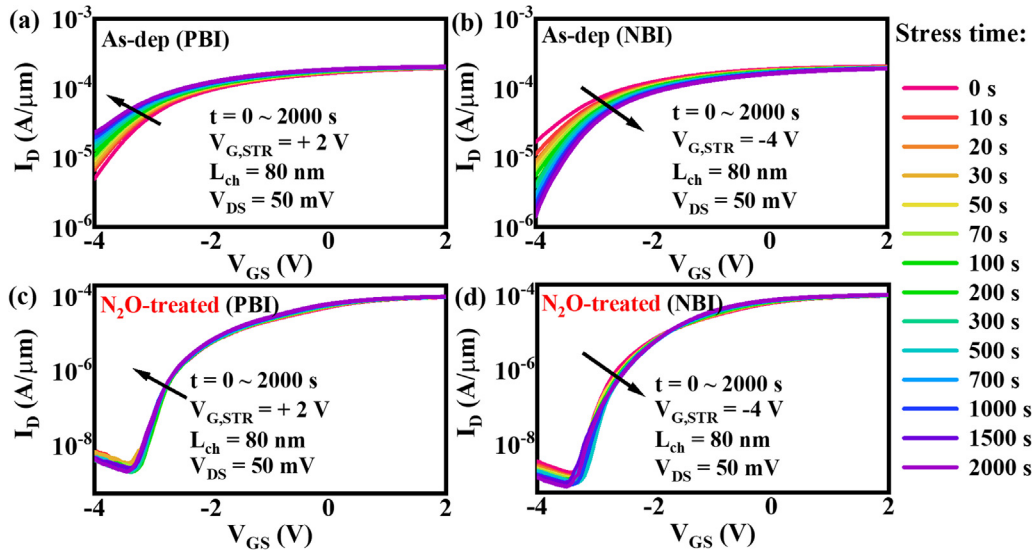 (a)
10⁻³
10⁻⁴
10⁻⁵
10⁻⁶
I_D (A/μm)
As-dep (PBI)
t = 0 ~ 2000 s
V_G,STR = + 2 V
L_ch = 80 nm
V_DS = 50 mV
-4
-2
0
2
V_GS (V)
(b)
10⁻³
10⁻⁴
10⁻⁵
10⁻⁶
I_D (A/μm)
As-dep (NBI)
t = 0 ~ 2000 s
V_G,STR = -4 V
L_ch = 80 nm
V_DS = 50 mV
-4
-2
0
2
V_GS (V)
(c)
10⁻⁴
10⁻⁶
10⁻⁸
I_D (A/μm)
N₂O-treated (PBI)
t = 0 ~ 2000 s
V_G,STR = + 2 V
L_ch = 80 nm
V_DS = 50 mV
-4
-2
0
2
V_GS (V)
(d)
10⁻⁴
10⁻⁶
10⁻⁸
I_D (A/μm)
N₂O-treated (NBI)
t = 0 ~ 2000 s
V_G,STR = -4 V
L_ch = 80 nm
V_DS = 50 mV
-4
-2
0
2
V_GS (V)
Stress time:
0 s
10 s
20 s
30 s
50 s
70 s
100 s
200 s
300 s
500 s
700 s
1000 s
1500 s
2000 s